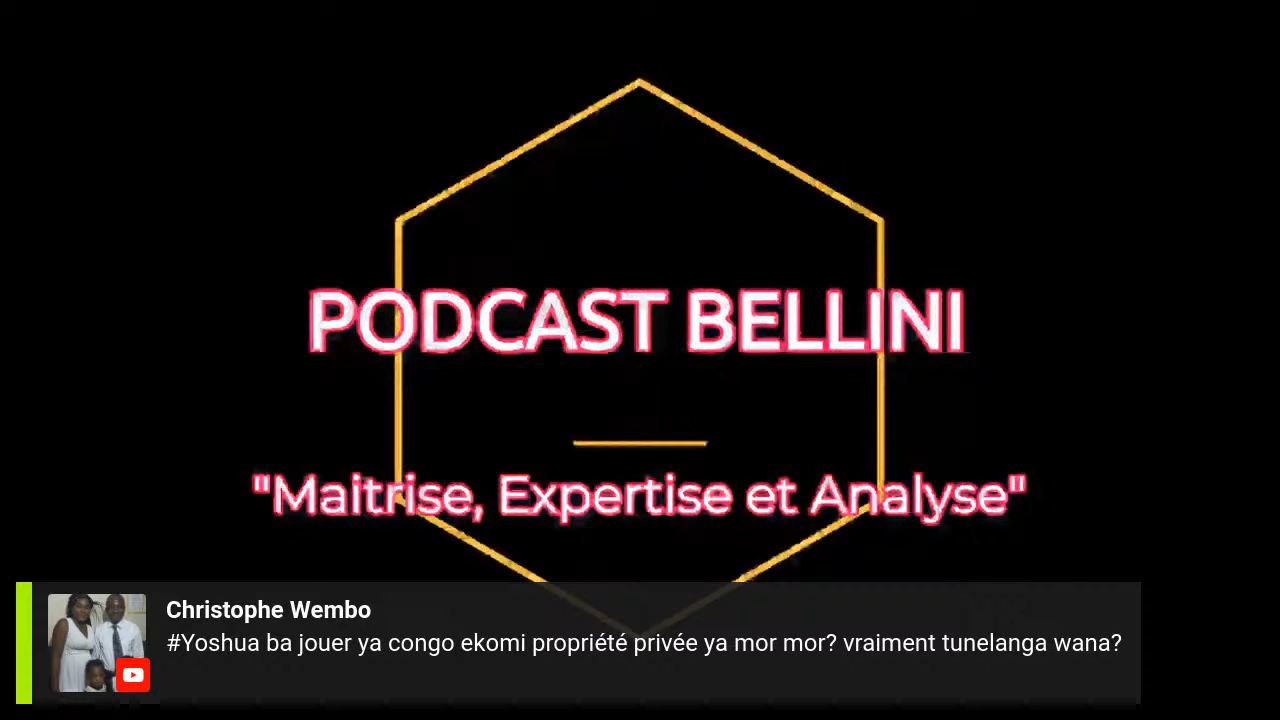 PODCAST BELLINI
"Maitrise, Expertise et Analyse"
Christophe Wembo
#Yoshua ba jouer ya congo ekomi propriété privée ya mor mor? vraiment tunelanga wana?